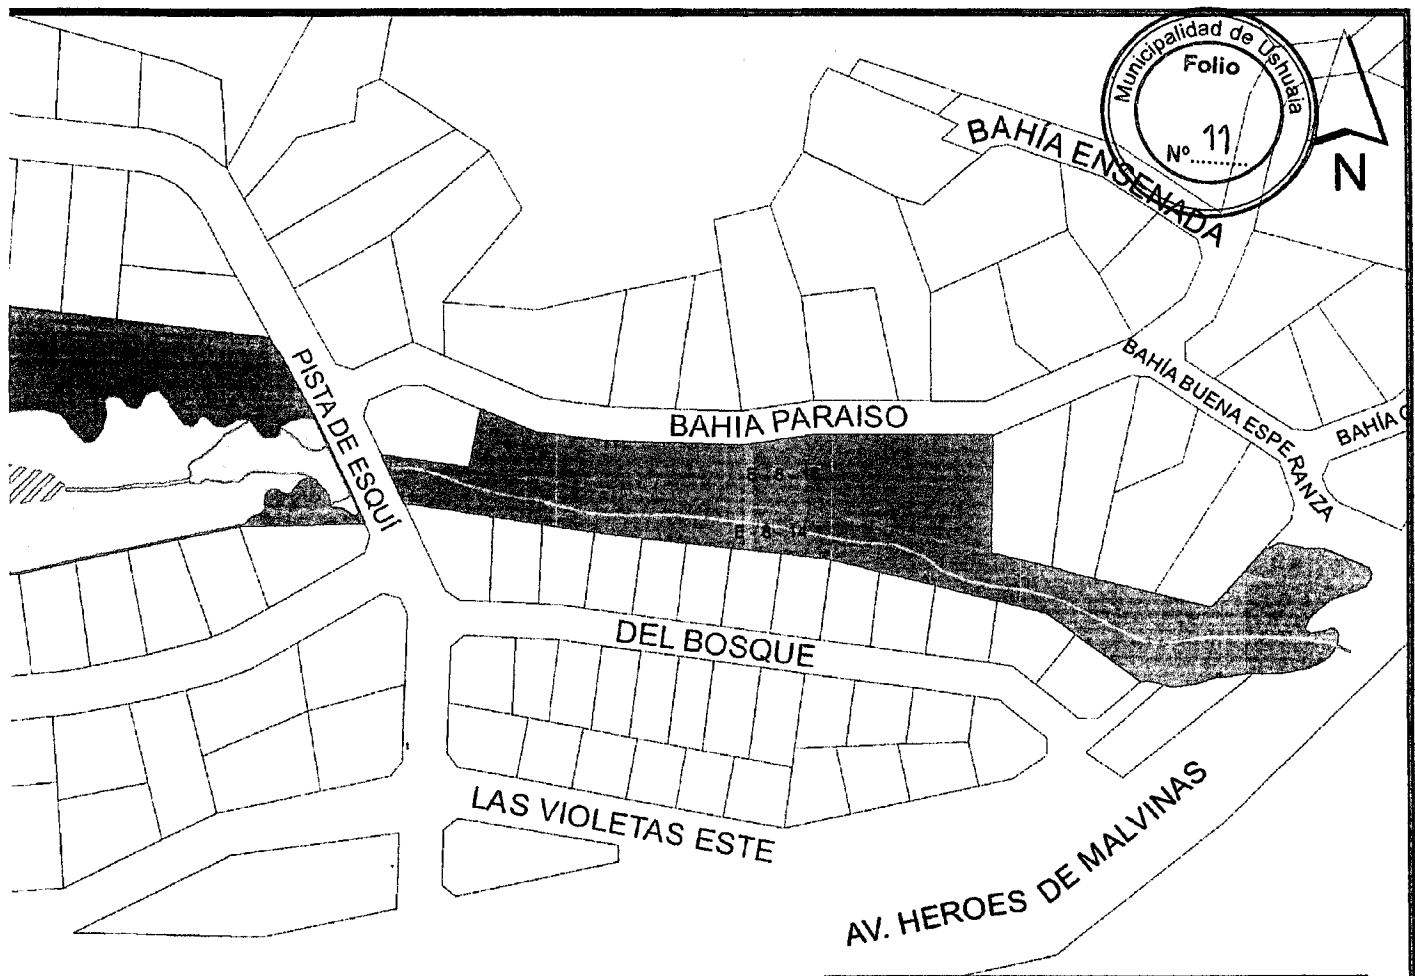 Municipalidad de Ushuaia
Folio
Nº 11
N
BAHÍA ENSENADA
BAHÍA BUENA ESPERANZA
BAHÍA
PISTA DE ESQUÍ
BAHIA PARAISO
DEL BOSQUE
LAS VIOLETAS ESTE
AV. HEROES DE MALVINAS